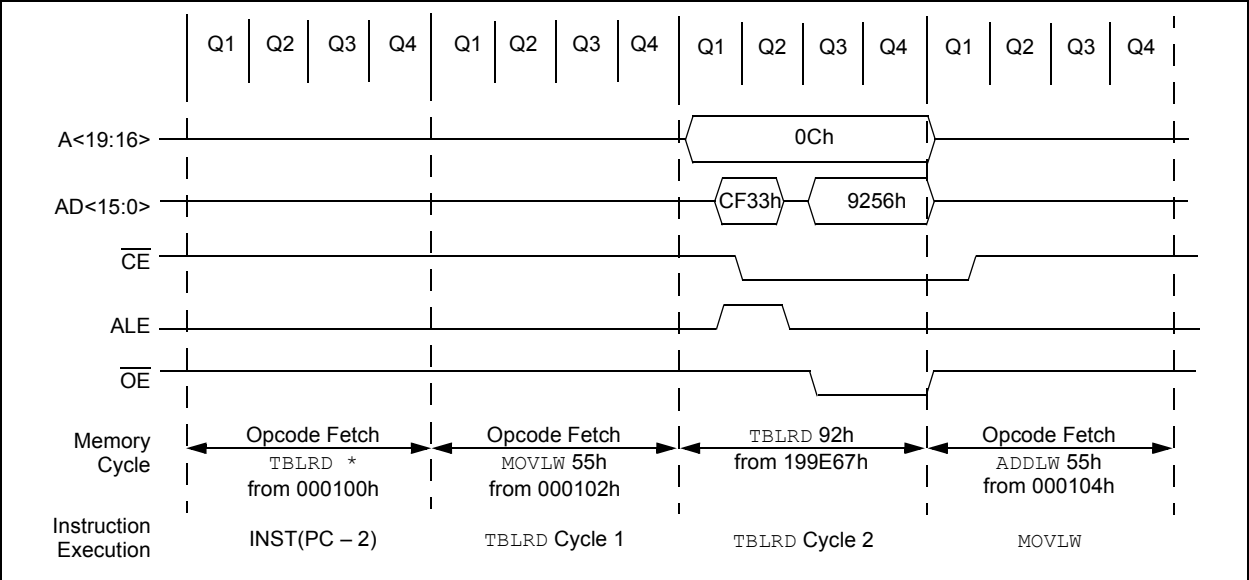 Q1 Q2 Q3 Q4 Q1 Q2 Q3 Q4 Q1 Q2 Q3 Q4 Q1 Q2 Q3 Q4
A<19:16> 0Ch
AD<15:0> CF33h 9256h
CE
ALE
OE
Memory Cycle
Opcode Fetch
TBLRD *
from 000100h
Opcode Fetch
MOVLW 55h
from 000102h
TBLRD 92h
from 199E67h
Opcode Fetch
ADDLW 55h
from 000104h
Instruction
Execution
INST(PC – 2) TBLRD Cycle 1 TBLRD Cycle 2 MOVLW